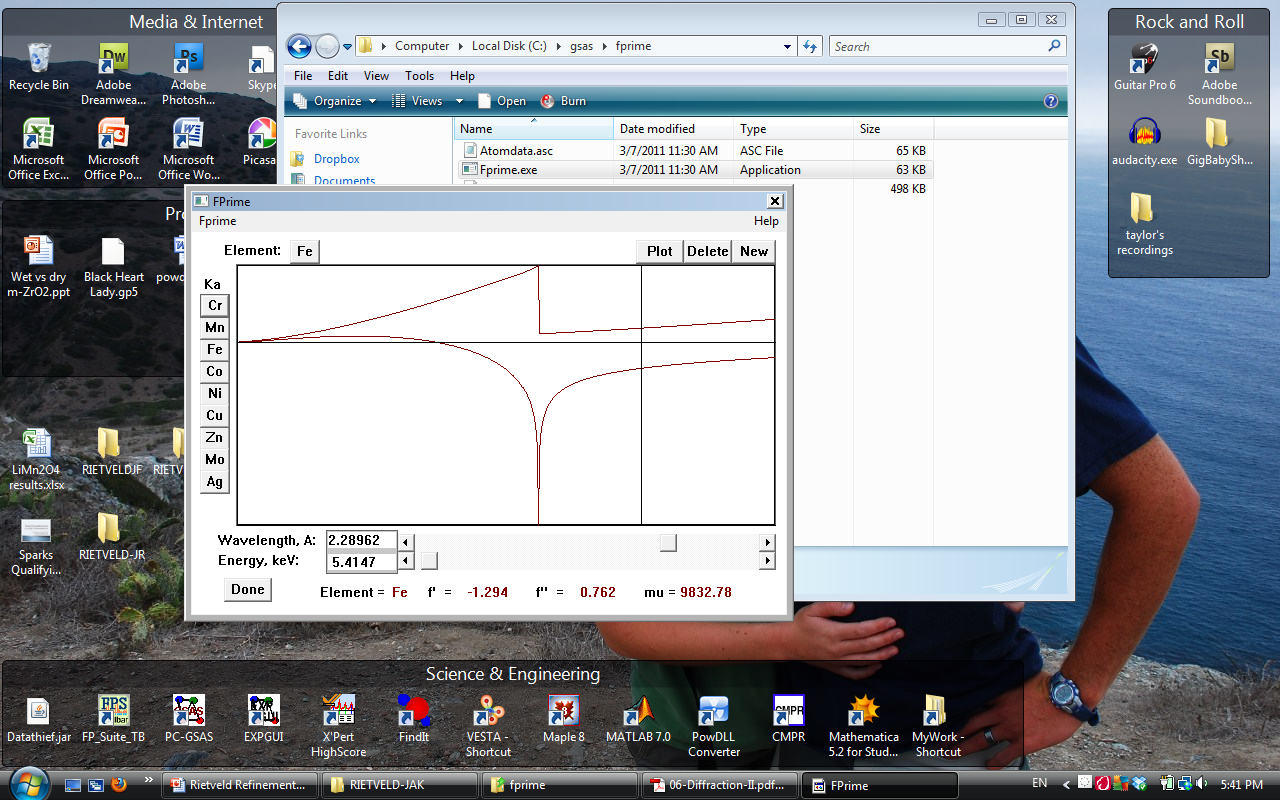 Media & Internet
Recycle Bin
Adobe Dreamwea...
Adobe Photosh...
Skype
Microsoft Office Exc...
Microsoft Office Po...
Microsoft Office Wo...
Picasa
Wet vs dry m-ZrO2.ppt
Black Heart Lady.gp5
LiMn2O4 results.xlsx
RIETVELDJF
Sparks Qualifyi...
RIETVELD-JR
Computer Local Disk (C:) gsas fprime
Search
File Edit View Tools Help
Organize Views Open Burn
Favorite Links
Dropbox
Documents
Name Date modified Type Size
Atomdata.asc 3/7/2011 11:30 AM ASC File 65 KB
Fprime.exe 3/7/2011 11:30 AM Application 63 KB
498 KB
FPrime
Fprime Help
Element: Fe Plot Delete New
Ka
Cr
Mn
Fe
Co
Ni
Cu
Zn
Mo
Ag
Wavelength, A: 2.28962
Energy, keV: 5.4147
Done
Element = Fe f' = -1.294 f'' = 0.762 mu = 9832.78
Rock and Roll
Guitar Pro 6
Adobe Soundboo...
audacity.exe
GigBabySh...
taylor's recordings
Science & Engineering
Datathief.jar
FP_Suite_TB
PC-GSAS
EXPGUI
X'Pert HighScore
FindIt
VESTA - Shortcut
Maple 8
MATLAB 7.0
PowDLL Converter
CMPR
Mathematica 5.2 for Stud...
MyWork - Shortcut
Rietveld Refinement...
RIETVELD-JAK
fprime
06-Diffraction-II.pdf...
FPrime
EN
5:41 PM